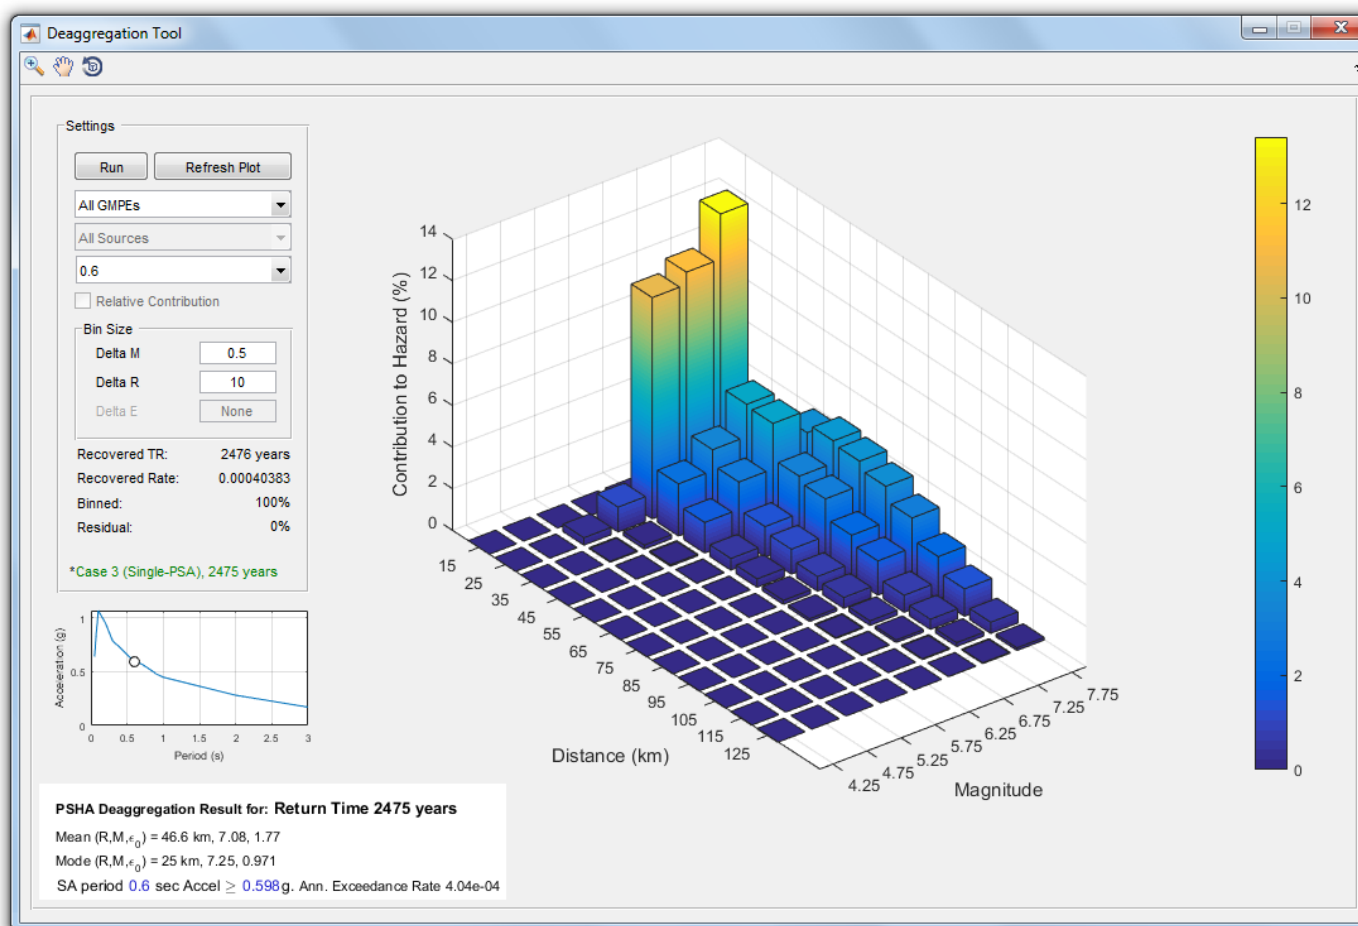 Deaggregation Tool
Settings
Run
Refresh Plot
All GMPEs
All Sources
0.6
Relative Contribution
Bin Size
Delta M
0.5
Delta R
10
Delta E
None
Recovered TR: 2476 years
Recovered Rate: 0.00040383
Binned: 100%
Residual: 0%
*Case 3 (Single-PSA), 2475 years
Acceleration (g)
1
0.5
0
0 0.5 1 1.5 2 2.5 3
Period (s)
Contribution to Hazard (%)
14
12
10
8
6
4
2
0
15
25
35
45
55
65
75
85
95
105
115
125
Distance (km)
4.25
4.75
5.25
5.75
6.25
6.75
7.25
7.75
Magnitude
12
10
8
6
4
2
0
PSHA Deaggregation Result for: Return Time 2475 years
Mean (R,M,ϵ0) = 46.6 km, 7.08, 1.77
Mode (R,M,ϵ0) = 25 km, 7.25, 0.971
SA period 0.6 sec Accel ≥ 0.598g. Ann. Exceedance Rate 4.04e-04